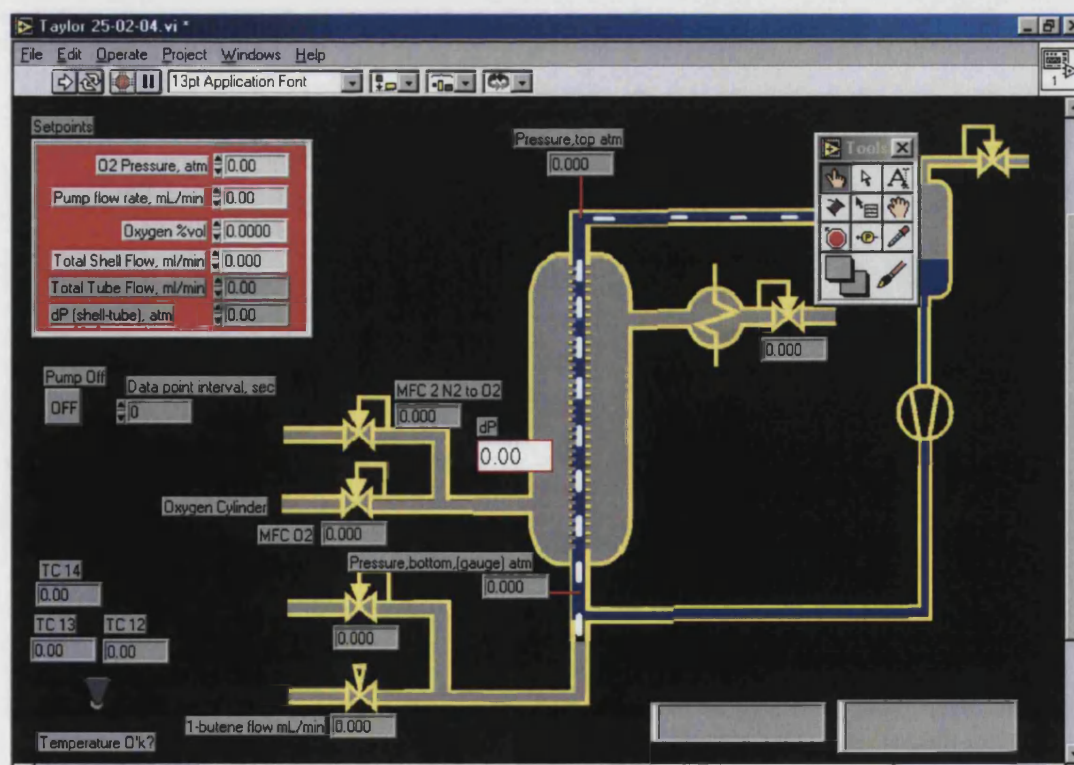 Taylor 25-02-04.vi *
File Edit Operate Project Windows Help
13pt Application Font
1
Setpoints
O2 Pressure, atm 0.00
Pump flow rate, mL/min 0.00
Oxygen %vol 0.0000
Total Shell Flow, ml/min 0.000
Total Tube Flow, ml/min 0.00
dP (shell-tube), atm 0.00
Pressure,top atm
0.000
Tools
A
P
0.000
Pump Off
OFF
Data point interval, sec
0
MFC 2 N2 to O2
0.000
dP
0.00
Oxygen Cylinder
MFC O2 0.000
Pressure,bottom,(gauge) atm
0.000
TC 14
0.00
TC 13 TC 12
0.00 0.00
0.000
1-butene flow mL/min 0.000
Temperature O'k?